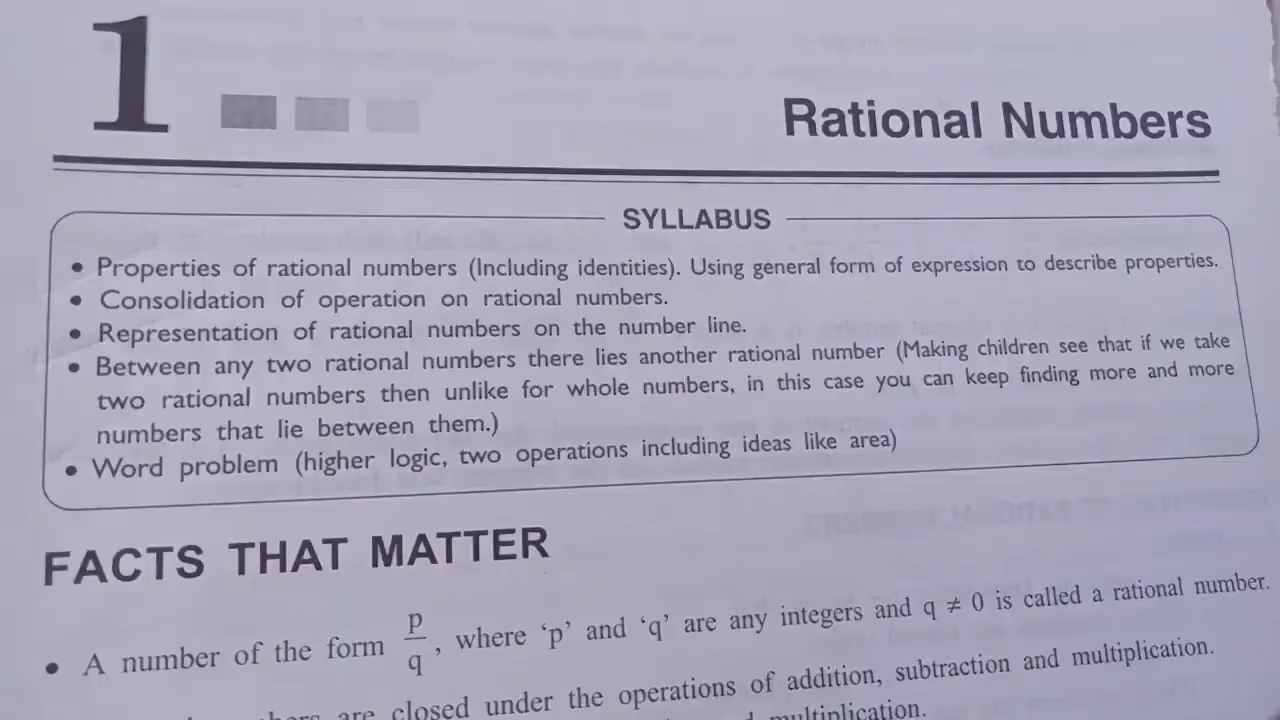 1
Rational Numbers
SYLLABUS
• Properties of rational numbers (Including identities). Using general form of expression to describe properties.
• Consolidation of operation on rational numbers.
• Representation of rational numbers on the number line.
• Between any two rational numbers there lies another rational number (Making children see that if we take
two rational numbers then unlike for whole numbers, in this case you can keep finding more and more
numbers that lie between them.)
• Word problem (higher logic, two operations including ideas like area)
FACTS THAT MATTER
• A number of the form p/q, where ‘p’ and ‘q’ are any integers and q ≠ 0 is called a rational number.
are closed under the operations of addition, subtraction and multiplication.
multiplication.